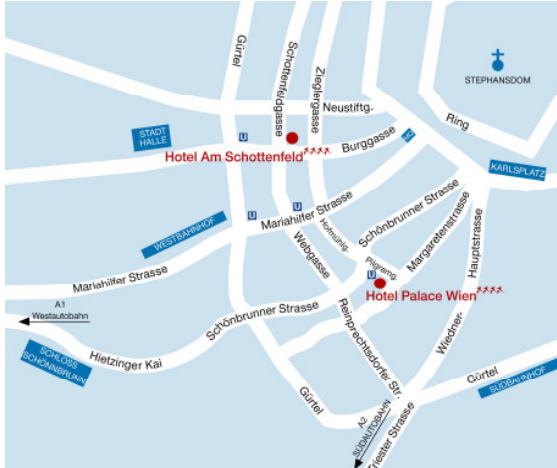 Gürtel
Schottenfeldgasse
Zieglergasse
STEPHANSDOM
Neustiftg.
Ring
STADT
HALLE
U
Burggasse
U
Hotel Am Schottenfeld
KARLSPLATZ
U
U
Mariahilfer Strasse
WESTBAHNHOF
Hofmühlg.
Schönbrunner Strasse
Margaretenstrasse
Hauptstrasse
Webgasse
Pilgramg.
U
Mariahilfer Strasse
Hotel Palace Wien
A1
Westautobahn
Schönbrunner Strasse
Reinprechtsdorfer Str.
Wiedner-
SCHLOSS
SCHÖNNBRUNN
Hietzinger Kai
Gürtel
SÜDBAHNHOF
Gürtel
A2
SÜDAUTOBAHN
Triester Strasse